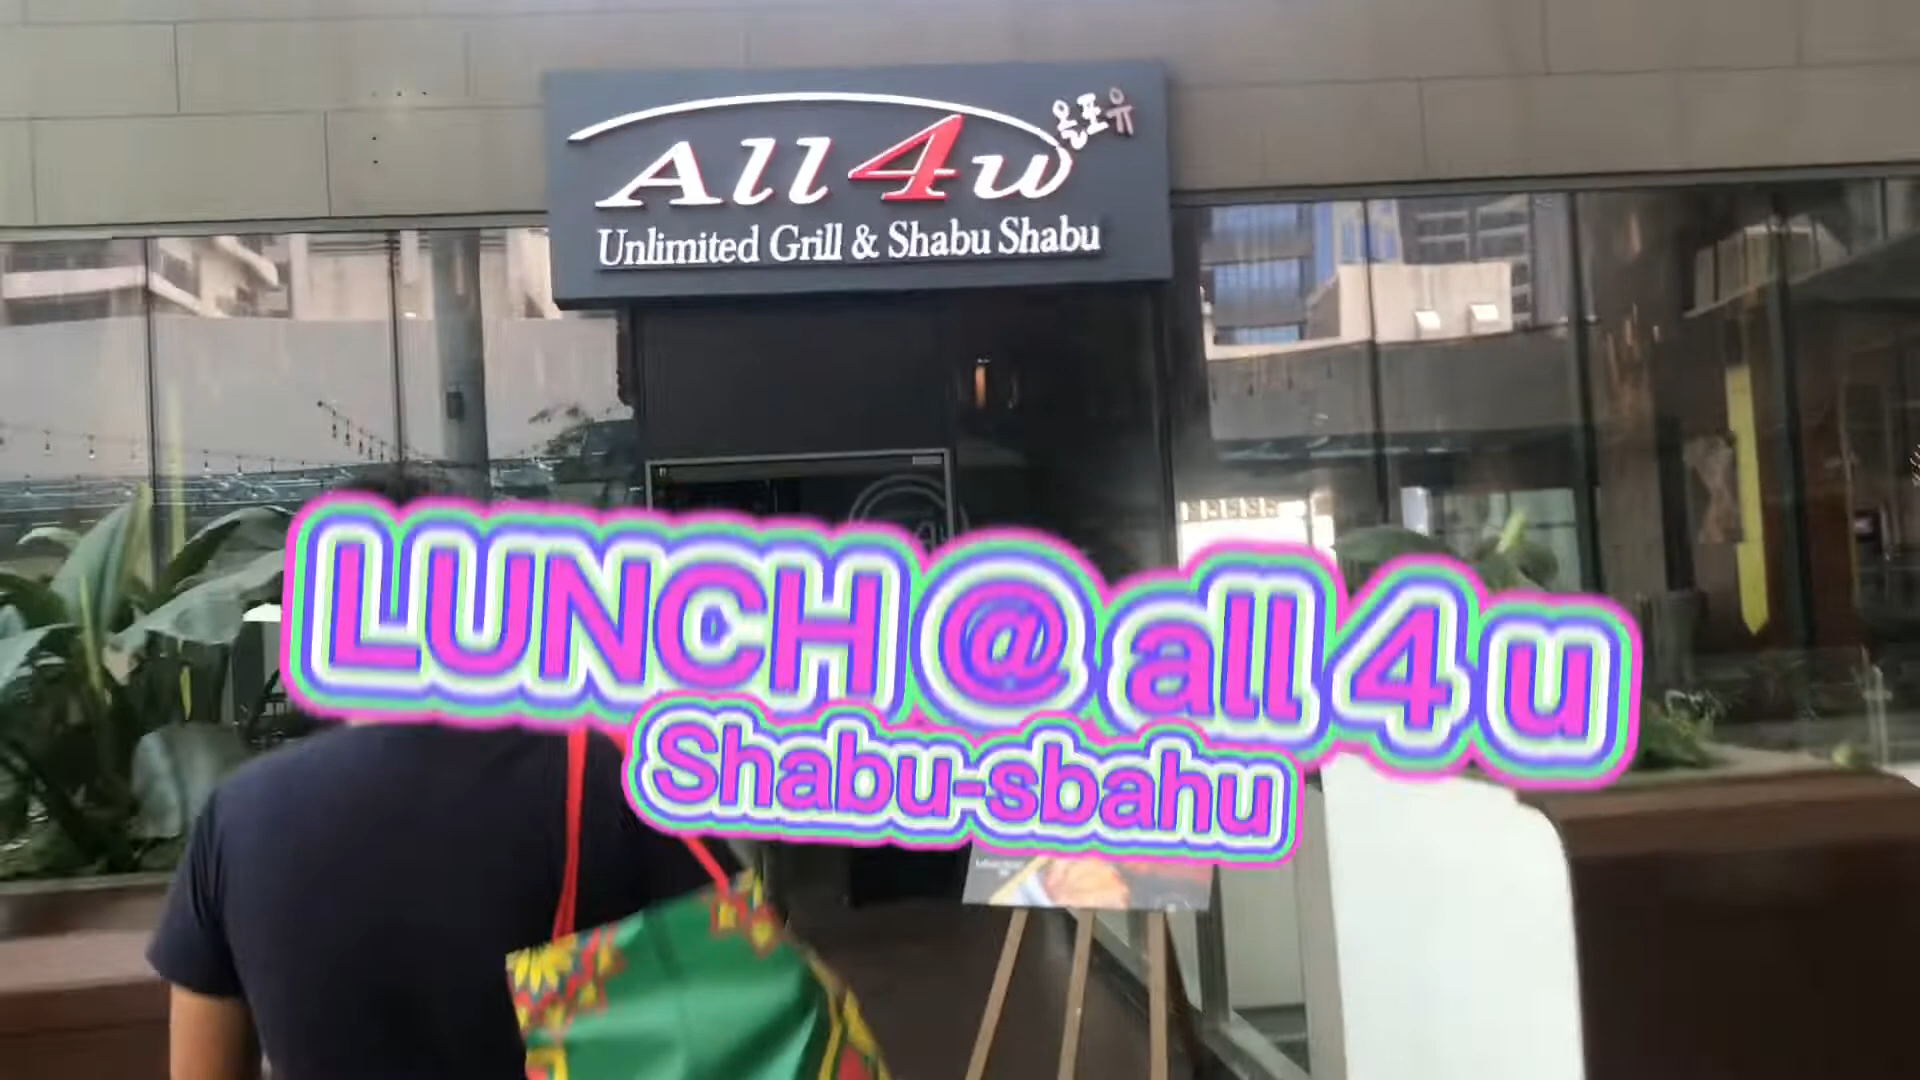 All4u 올포유
Unlimited Grill & Shabu Shabu
LUNCH @ all 4 u
Shabu-sbahu